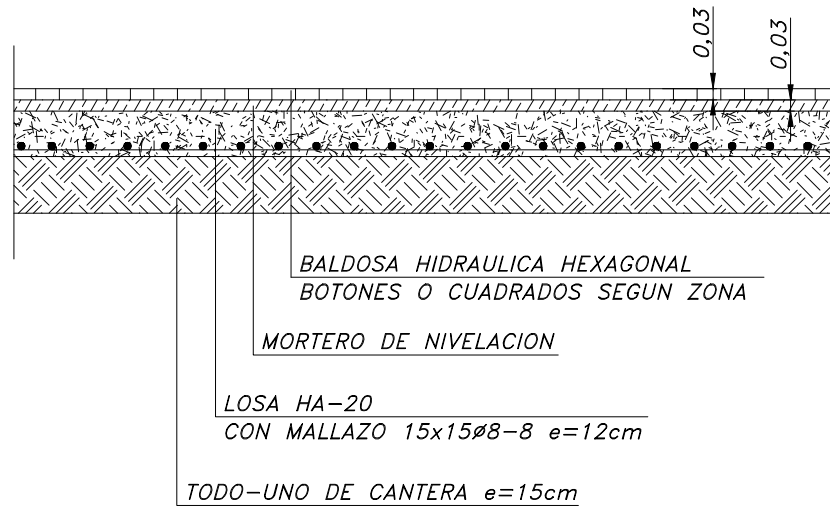 0,03
0,03
BALDOSA HIDRAULICA HEXAGONAL
BOTONES O CUADRADOS SEGUN ZONA
MORTERO DE NIVELACION
LOSA HA-20
CON MALLAZO 15x15ø8-8 e=12cm
TODO-UNO DE CANTERA e=15cm